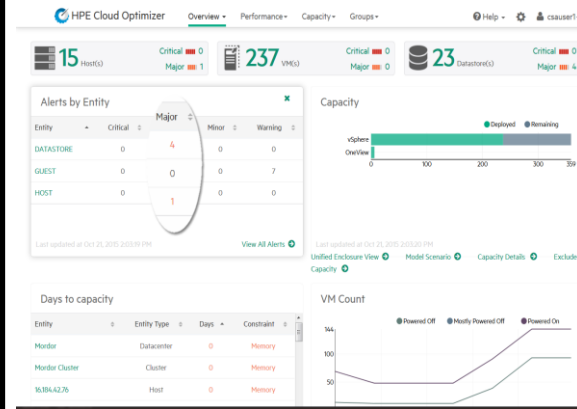 HPE Cloud Optimizer Overview Performance Capacity Groups Help csauser1
15 Host(s) Critical 0 Major 1
237 VM(s) Critical 0 Major 0
23 Datastore(s) Critical 0 Major 4
Alerts by Entity
Entity Critical Major Minor Warning
DATASTORE 0 4 0 0
GUEST 0 0 0 7
HOST 0 1 0 0
Last updated at Oct 21, 2015 2:03:19 PM View All Alerts
Capacity
Deployed Remaining
vSphere
OneView
0 100 200 300 359
Last updated at Oct 21, 2015 2:03:20 PM
Unified Enclosure View Model Scenario Capacity Details Exclude
Capacity
Days to capacity
Entity Entity Type Days Constraint
Mordor Datacenter 0 Memory
Mordor Cluster Cluster 0 Memory
16.184.42.76 Host 0 Memory
VM Count
Powered Off Mostly Powered Off Powered On
144
100
50